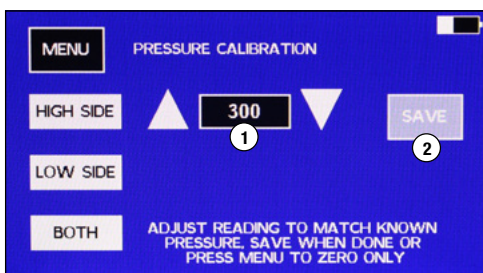 MENU
PRESSURE CALIBRATION
HIGH SIDE
300
1
SAVE
2
LOW SIDE
BOTH
ADJUST READING TO MATCH KNOWN
PRESSURE, SAVE WHEN DONE OR
PRESS MENU TO ZERO ONLY